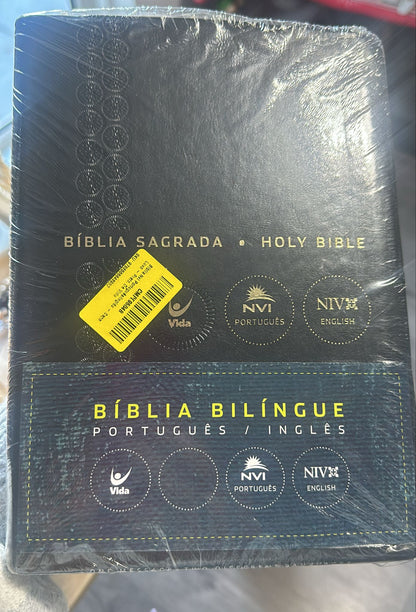 BÍBLIA SAGRADA • HOLY BIBLE
Vida
NVI
PORTUGUÊS
NIV
ENGLISH
BÍBLIA BILÍNGUE
PORTUGUÊS / INGLÊS
Vida
NVI
PORTUGUÊS
NIV
ENGLISH